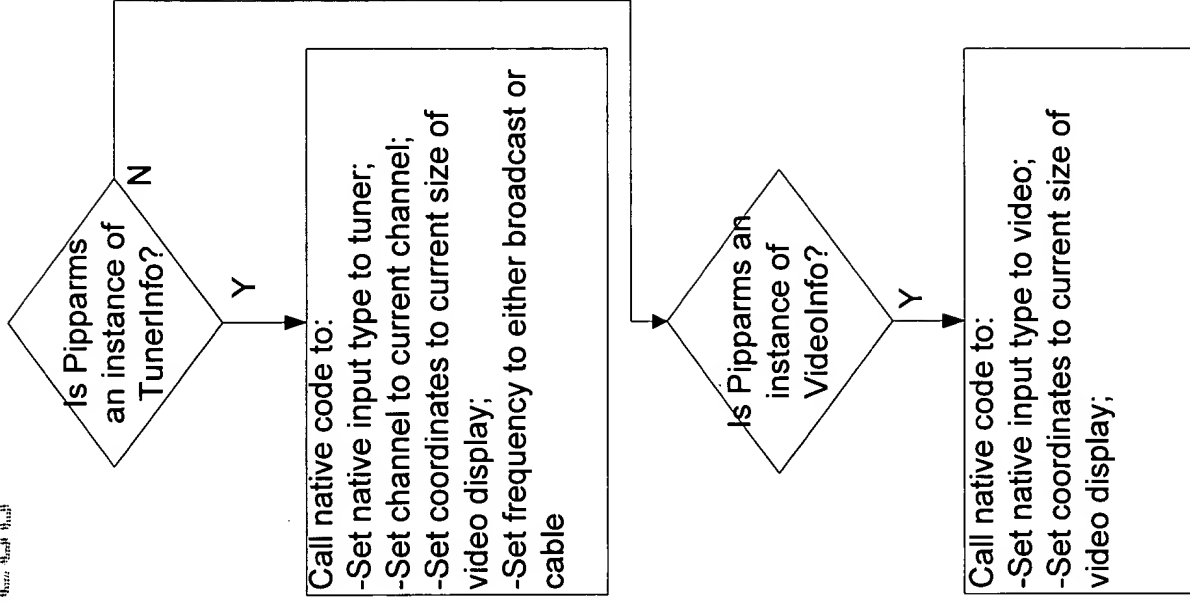 Is Pipparms
an instance of
TunerInfo?
N
Y
Call native code to:
-Set native input type to tuner;
-Set channel to current channel;
-Set coordinates to current size of
video display;
-Set frequency to either broadcast or
cable
Is Pipparms an
instance of
VideoInfo?
Y
Call native code to:
-Set native input type to video;
-Set coordinates to current size of
video display;